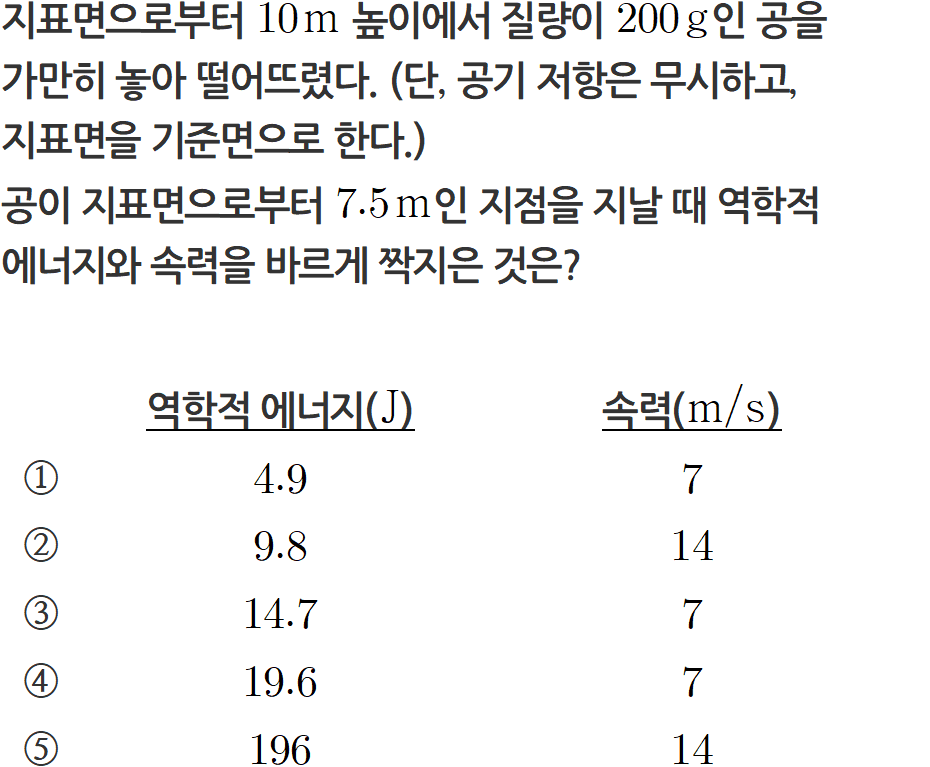 지표면으로부터 10 m 높이에서 질량이 200 g인 공을
가만히 놓아 떨어뜨렸다. (단, 공기 저항은 무시하고,
지표면을 기준면으로 한다.)
공이 지표면으로부터 7.5 m인 지점을 지날 때 역학적
에너지와 속력을 바르게 짝지은 것은?
역학적 에너지(J) 속력(m/s)
① 4.9 7
② 9.8 14
③ 14.7 7
④ 19.6 7
⑤ 196 14